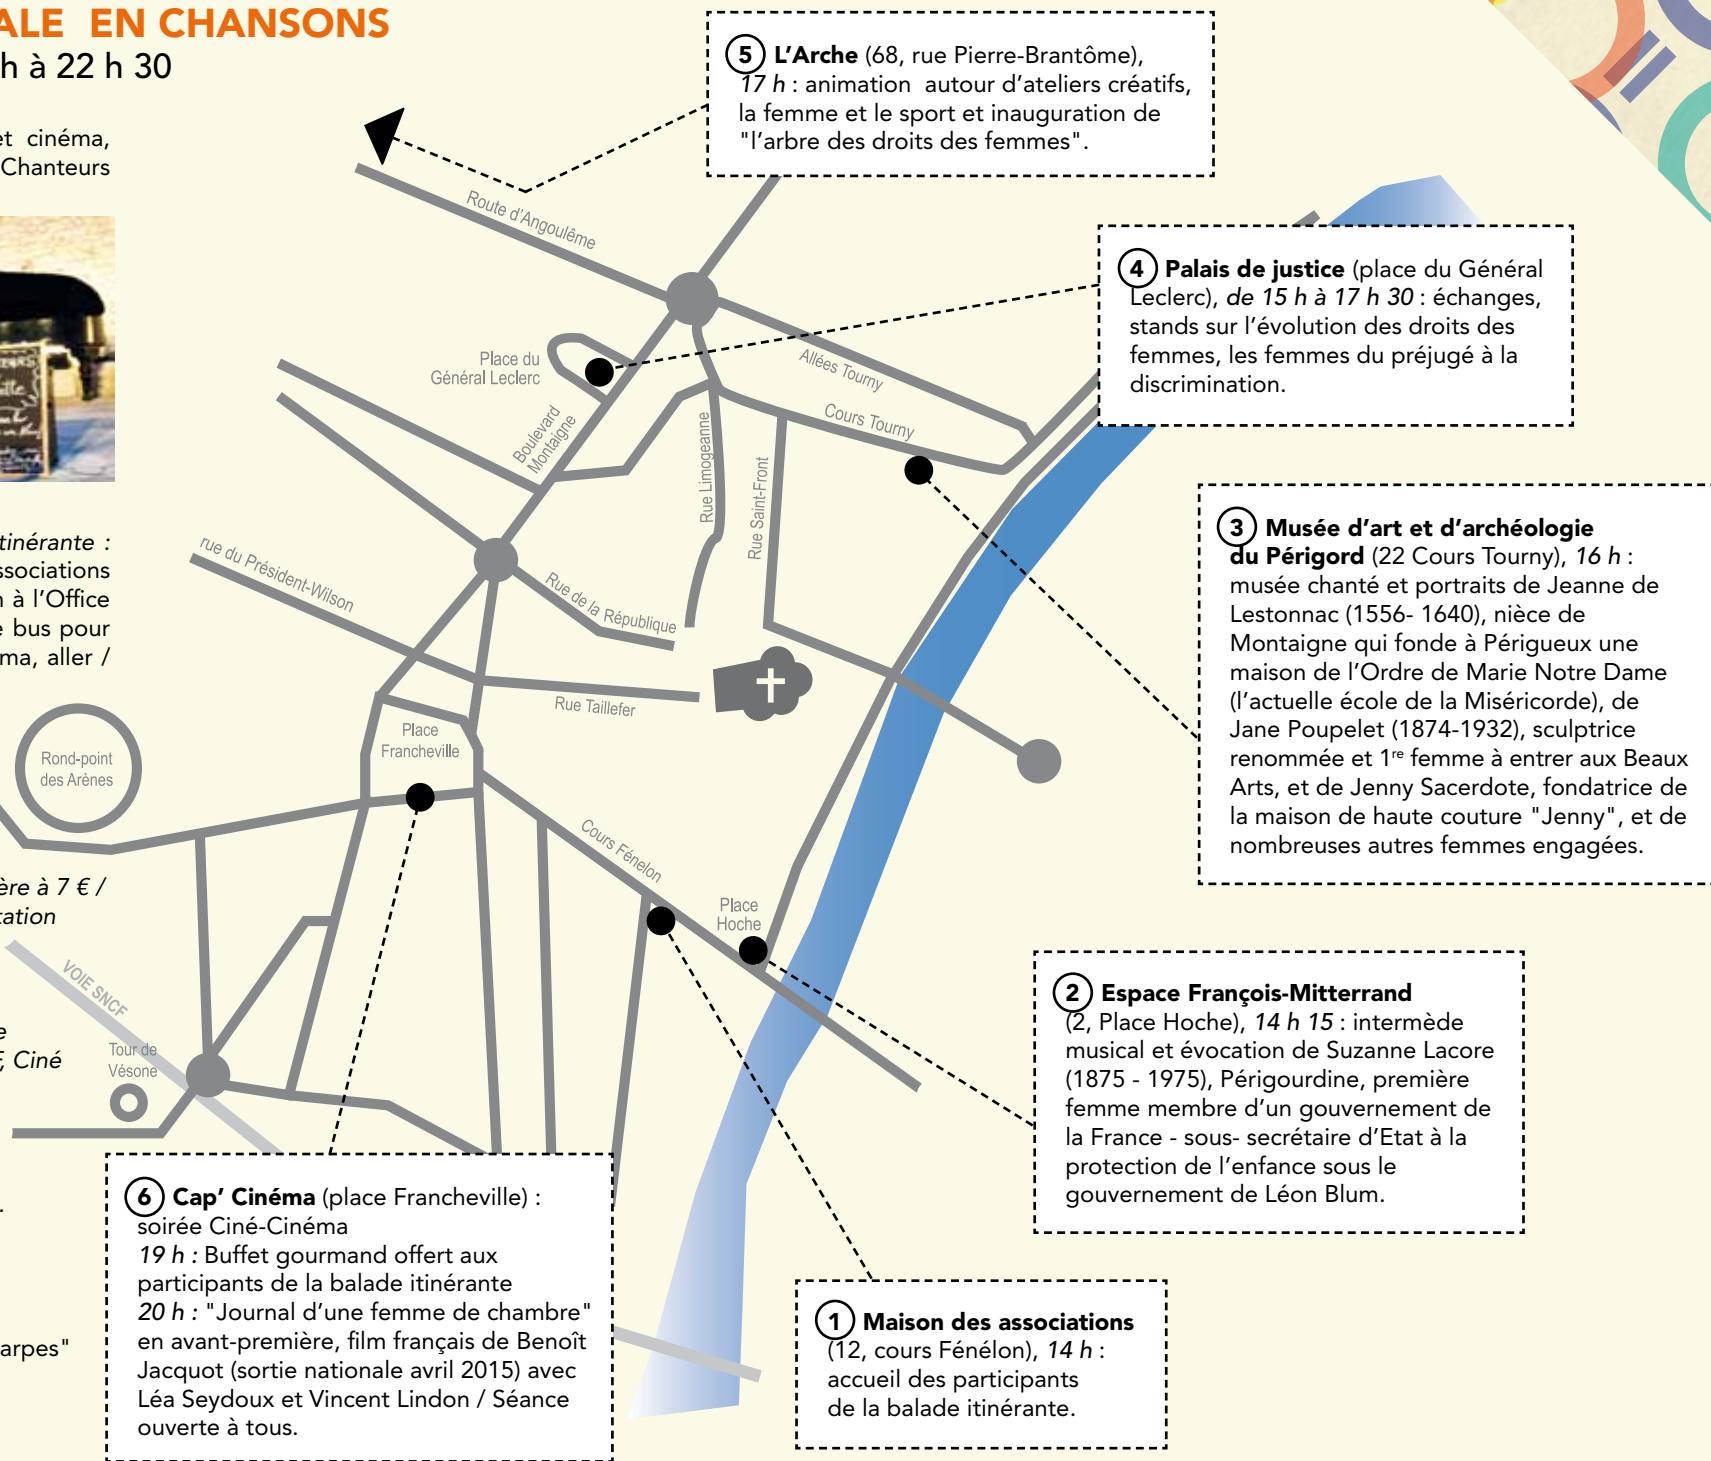 ALE EN CHANSONS
h à 22 h 30
et cinéma,
Chanteurs
tinérante :
ssociations
n à l'Office
e bus pour
ma, aller /
ère à 7 € /
tation
e
Ciné
.
arpes"
5 L'Arche (68, rue Pierre-Brantôme),
17 h : animation autour d'ateliers créatifs,
la femme et le sport et inauguration de
"l'arbre des droits des femmes".
4 Palais de justice (place du Général
Leclerc), de 15 h à 17 h 30 : échanges,
stands sur l'évolution des droits des
femmes, les femmes du préjugé à la
discrimination.
3 Musée d'art et d'archéologie
du Périgord (22 Cours Tourny), 16 h :
musée chanté et portraits de Jeanne de
Lestonnac (1556- 1640), nièce de
Montaigne qui fonde à Périgueux une
maison de l'Ordre de Marie Notre Dame
(l'actuelle école de la Miséricorde), de
Jane Poupelet (1874-1932), sculptrice
renommée et 1re femme à entrer aux Beaux
Arts, et de Jenny Sacerdote, fondatrice de
la maison de haute couture "Jenny", et de
nombreuses autres femmes engagées.
2 Espace François-Mitterrand
(2, Place Hoche), 14 h 15 : intermède
musical et évocation de Suzanne Lacore
(1875 - 1975), Périgourdine, première
femme membre d'un gouvernement de
la France - sous- secrétaire d'Etat à la
protection de l'enfance sous le
gouvernement de Léon Blum.
1 Maison des associations
(12, cours Fénélon), 14 h :
accueil des participants
de la balade itinérante.
6 Cap' Cinéma (place Francheville) :
soirée Ciné-Cinéma
19 h : Buffet gourmand offert aux
participants de la balade itinérante
20 h : "Journal d'une femme de chambre"
en avant-première, film français de Benoît
Jacquot (sortie nationale avril 2015) avec
Léa Seydoux et Vincent Lindon / Séance
ouverte à tous.
Route d'Angoulême
Place du
Général Leclerc
Allées Tourny
Cours Tourny
Boulevard
Montaigne
Rue Limogeanne
Rue Saint-Front
rue du Président-Wilson
Rue de la République
Rue Taillefer
Place
Francheville
Rond-point
des Arènes
Cours Fénelon
Place
Hoche
VOIE SNCF
Tour de
Vésone